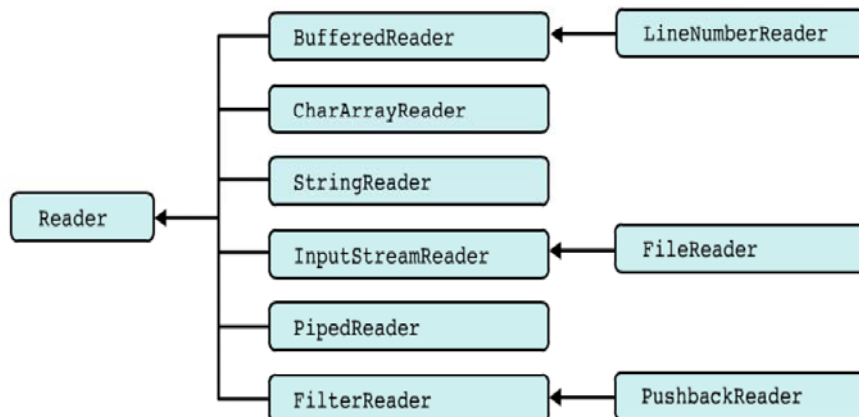 BufferedReader
LineNumberReader
CharArrayReader
StringReader
Reader
InputStreamReader
FileReader
PipedReader
FilterReader
PushbackReader